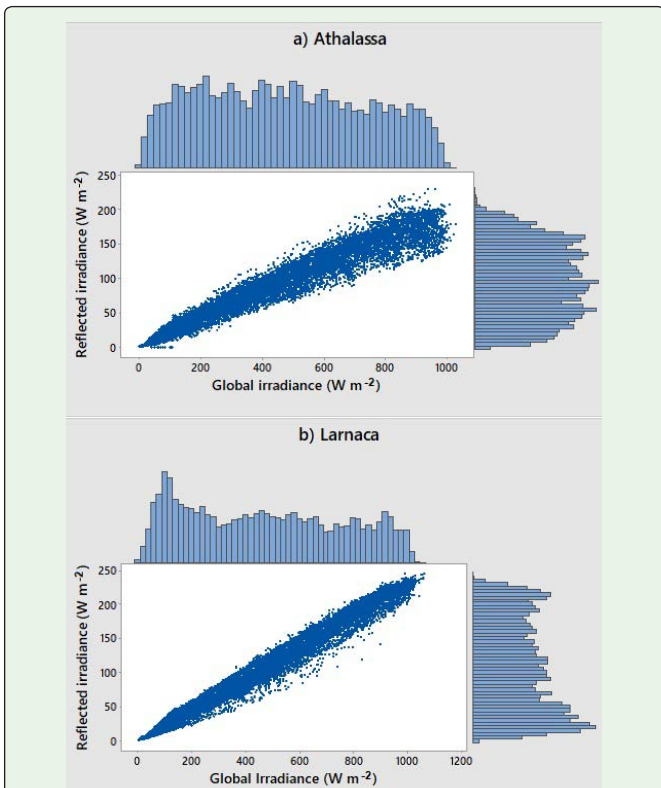 a) Athalassa
250
200
150
100
50
0
Reflected irradiance (W m-2)
0 200 400 600 800 1000
Global irradiance (W m-2)
b) Larnaca
250
200
150
100
50
0
Reflected irradiance (W m-2)
0 200 400 600 800 1000 1200
Global Irradiance (W m-2)